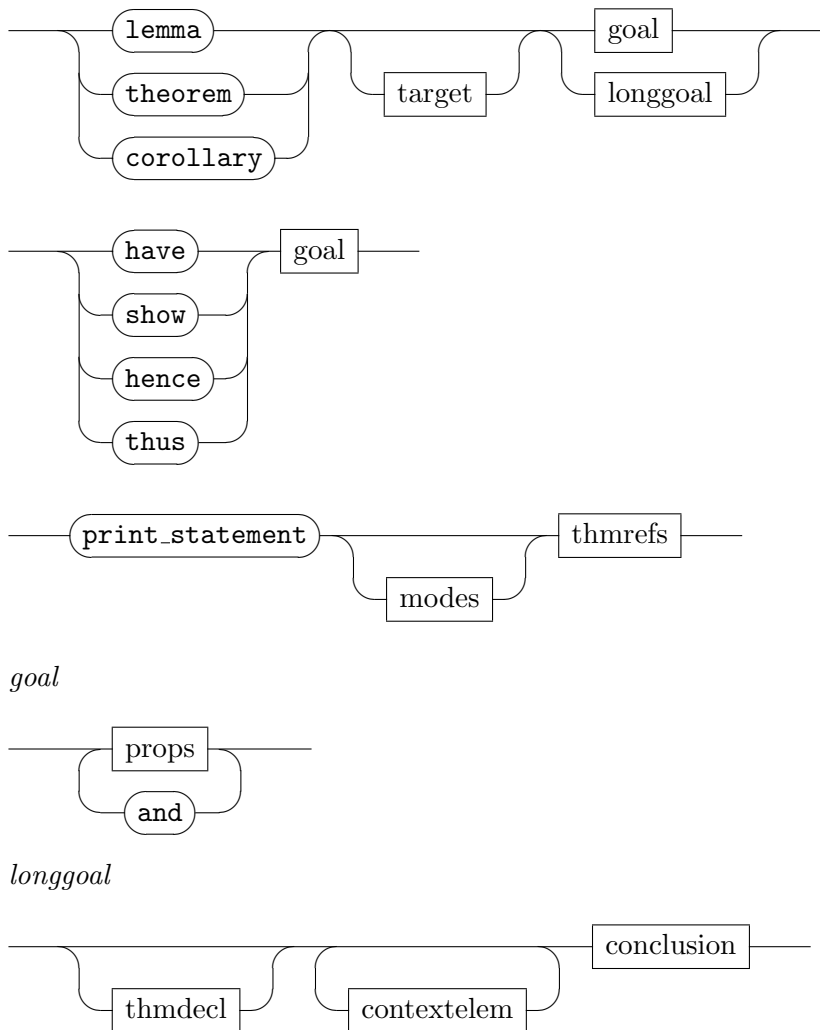 lemma goal
theorem target longgoal
corollary
have goal
show
hence
thus
print_statement thmrefs
modes
goal
props
and
longgoal
conclusion
thmdecl contextelem